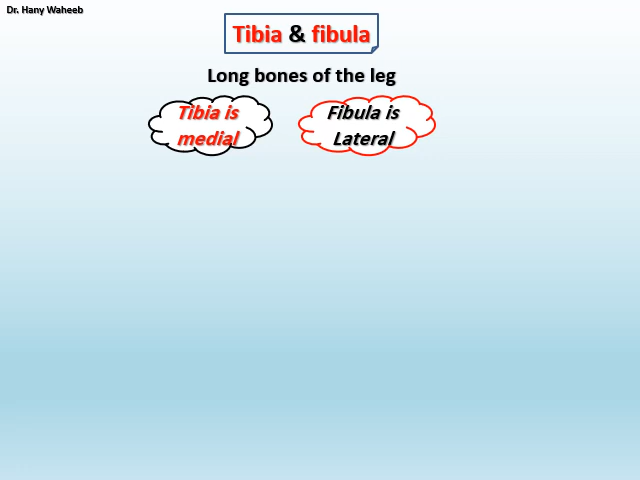 Dr. Hany Waheeb
Tibia & fibula
Long bones of the leg
Tibia is
medial
Fibula is
Lateral